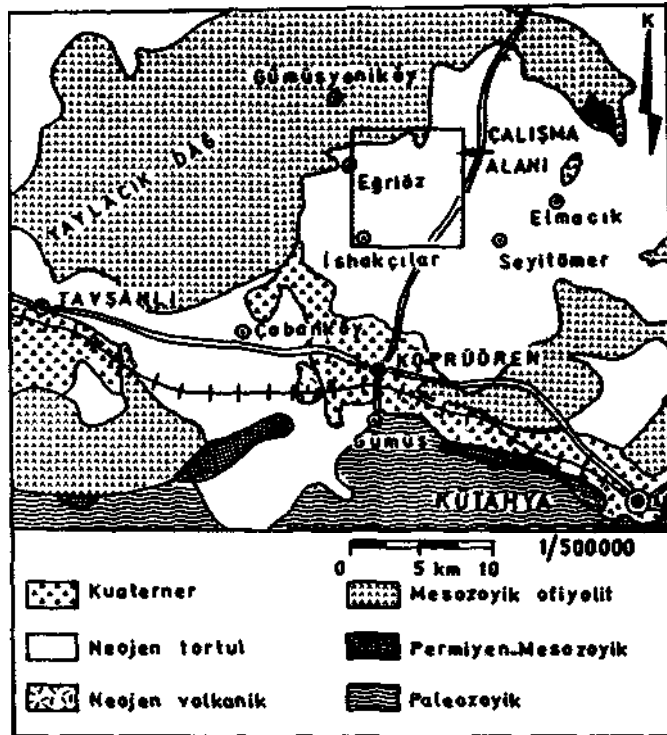 K
Gümüşyeniköy
ÇALIŞMA
ALANI
YAYLACIK DAĞ
Eğriöz
Elmacık
İshakçılar
Seyitömer
TAVŞANLI
Çobanköy
KÖPRÜÖREN
Gümüş
KÜTAHYA
1/500000
0 5 km 10
Kuaterner
Mesozoyik ofiyolit
Neojen tortul
Permiyen-Mesozoyik
Neojen volkanik
Paleozoyik